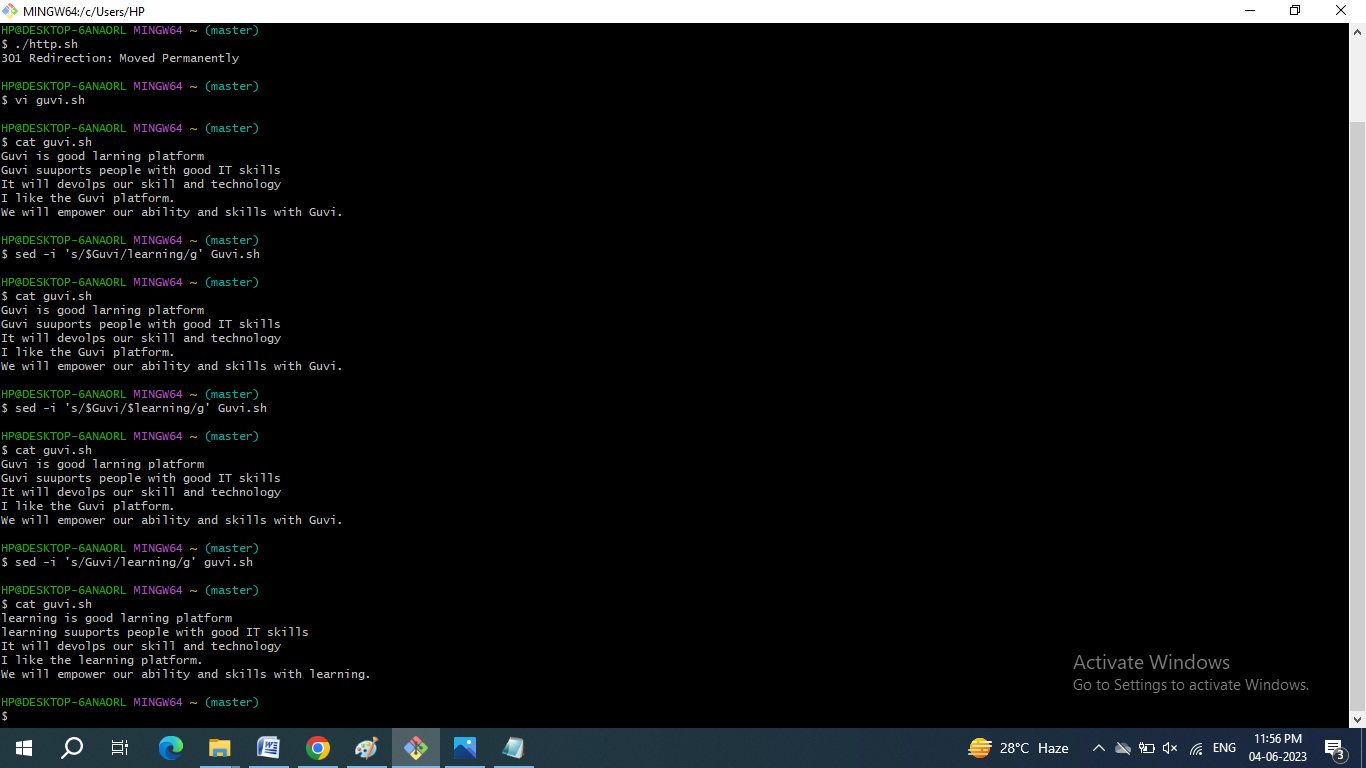 MINGW64:/c/Users/HP
HP@DESKTOP-6ANAORL MINGW64 ~ (master)
$ ./http.sh
301 Redirection: Moved Permanently
HP@DESKTOP-6ANAORL MINGW64 ~ (master)
$ vi guvi.sh
HP@DESKTOP-6ANAORL MINGW64 ~ (master)
$ cat guvi.sh
Guvi is good larning platform
Guvi suuports people with good IT skills
It will devolps our skill and technology
I like the Guvi platform.
We will empower our ability and skills with Guvi.
HP@DESKTOP-6ANAORL MINGW64 ~ (master)
$ sed -i 's/$Guvi/learning/g' Guvi.sh
HP@DESKTOP-6ANAORL MINGW64 ~ (master)
$ cat guvi.sh
Guvi is good larning platform
Guvi suuports people with good IT skills
It will devolps our skill and technology
I like the Guvi platform.
We will empower our ability and skills with Guvi.
HP@DESKTOP-6ANAORL MINGW64 ~ (master)
$ sed -i 's/$Guvi/$learning/g' Guvi.sh
HP@DESKTOP-6ANAORL MINGW64 ~ (master)
$ cat guvi.sh
Guvi is good larning platform
Guvi suuports people with good IT skills
It will devolps our skill and technology
I like the Guvi platform.
We will empower our ability and skills with Guvi.
HP@DESKTOP-6ANAORL MINGW64 ~ (master)
$ sed -i 's/Guvi/learning/g' guvi.sh
HP@DESKTOP-6ANAORL MINGW64 ~ (master)
$ cat guvi.sh
learning is good larning platform
learning suuports people with good IT skills
It will devolps our skill and technology
I like the learning platform.
We will empower our ability and skills with learning.
HP@DESKTOP-6ANAORL MINGW64 ~ (master)
$
Activate Windows
Go to Settings to activate Windows.
28°C Haze
ENG
11:56 PM
04-06-2023
3